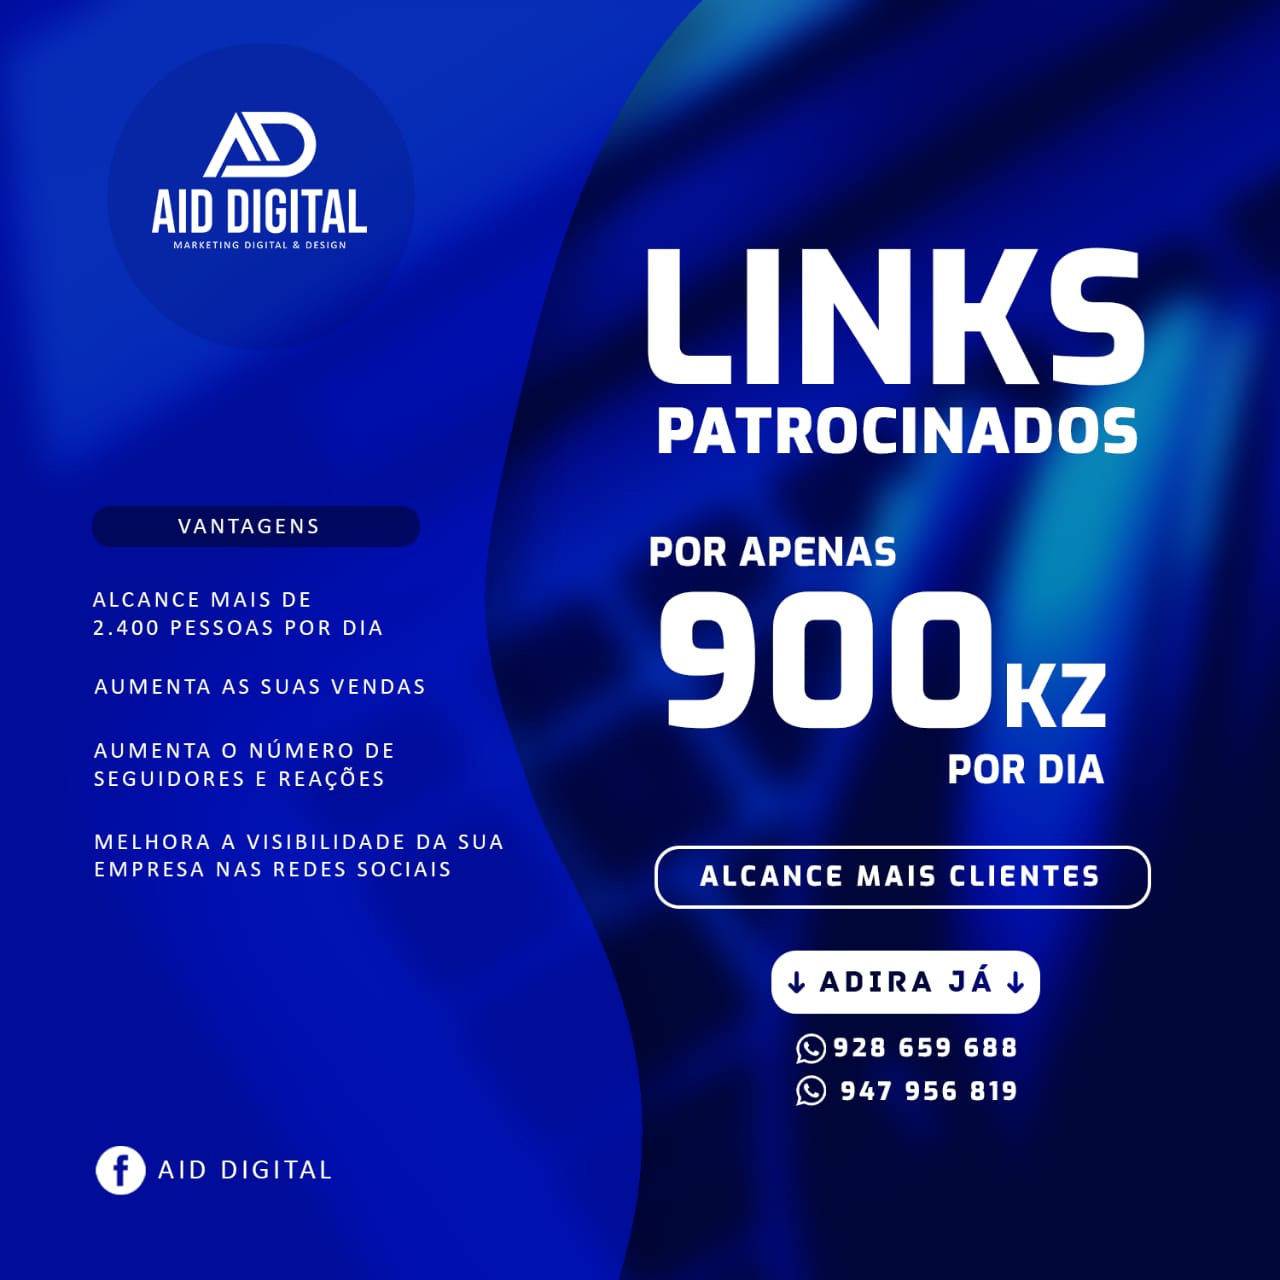 AID DIGITAL
MARKETING DIGITAL & DESIGN
VANTAGENS
ALCANCE MAIS DE
2.400 PESSOAS POR DIA
AUMENTA AS SUAS VENDAS
AUMENTA O NÚMERO DE
SEGUIDORES E REAÇÕES
MELHORA A VISIBILIDADE DA SUA
EMPRESA NAS REDES SOCIAIS
AID DIGITAL
LINKS
PATROCINADOS
POR APENAS
900KZ
POR DIA
ALCANCE MAIS CLIENTES
↓ ADIRA JÁ ↓
928 659 688
947 956 819